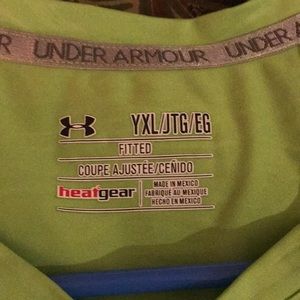 UNDER ARMOUR UNDER ARMOUR
YXL/JTG/EG
FITTED
COUPE AJUSTÉE/CEÑIDO
heatgear
MADE IN MEXICO
FABRIQUÉ AU MEXIQUE
HECHO EN MEXICO